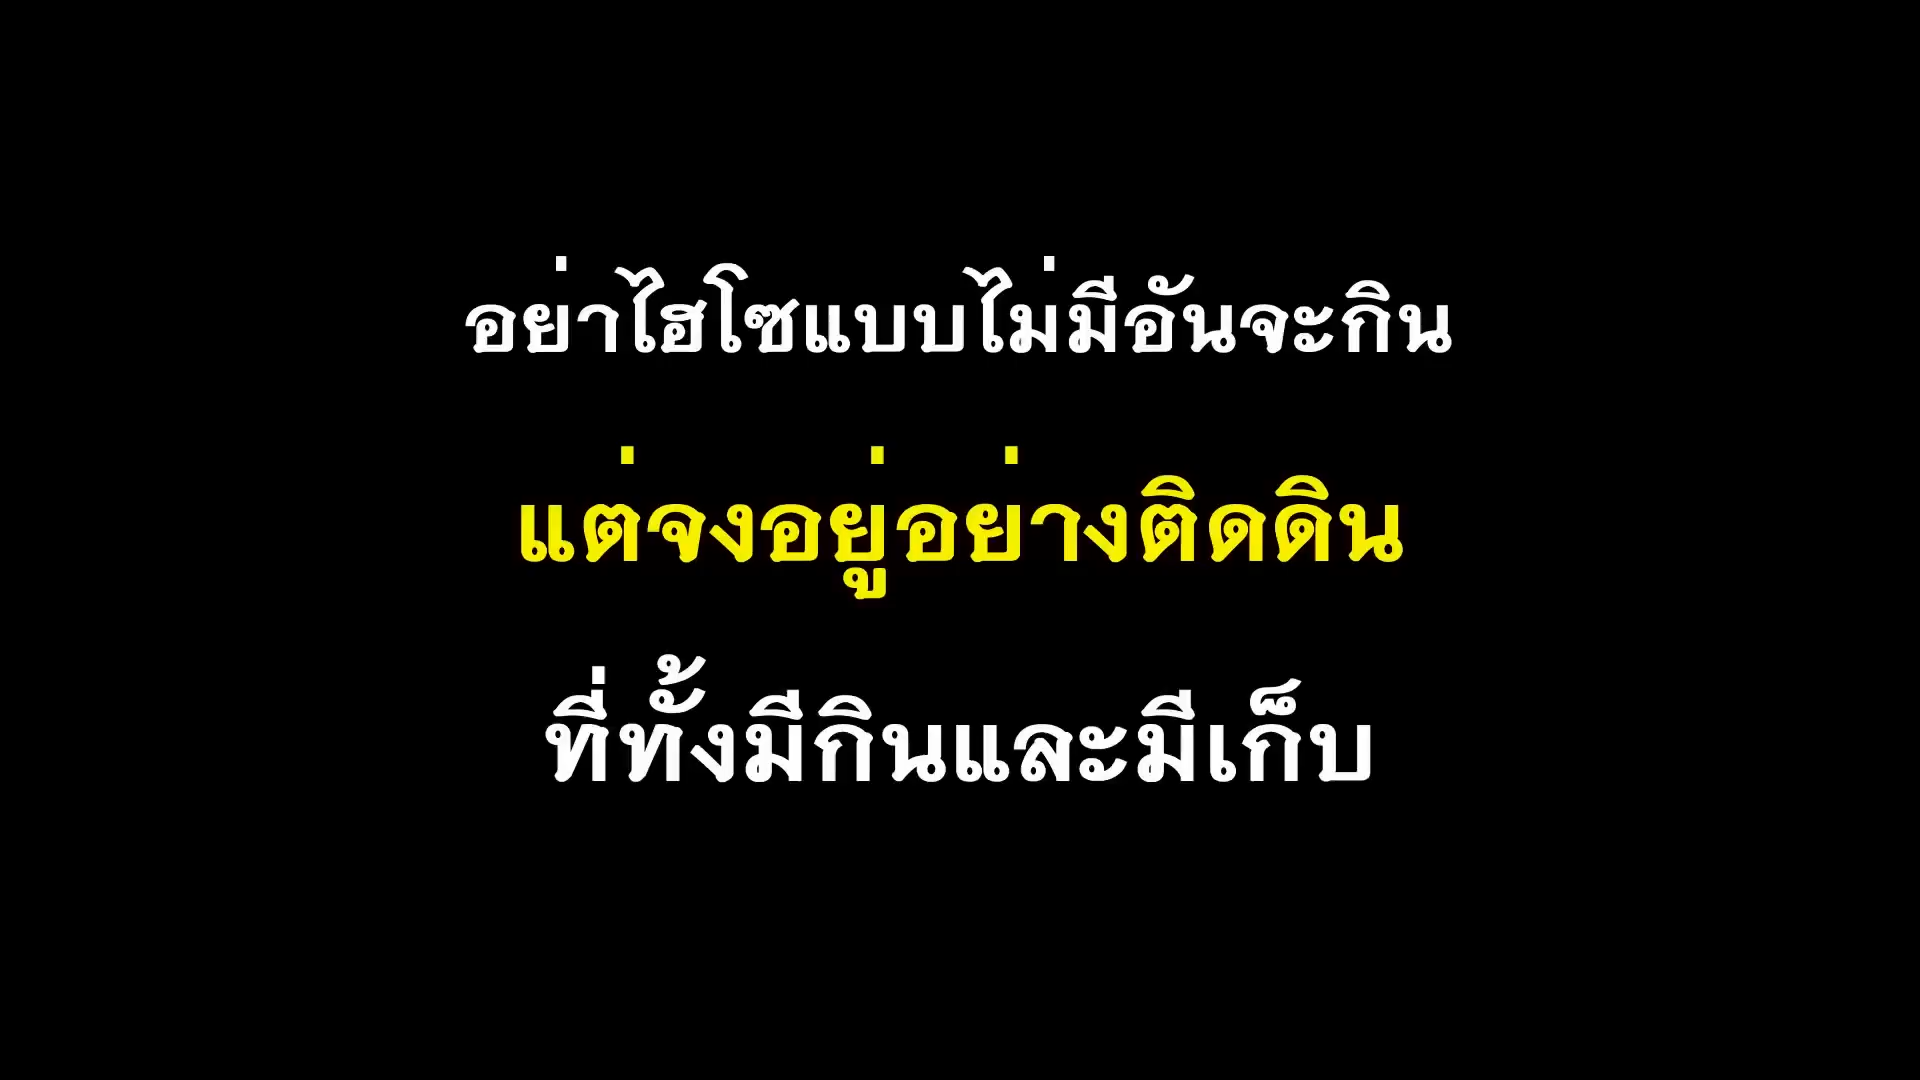 อย่าไฮโซแบบไม่มีอันจะกิน
แต่จงอยู่อย่างติดดิน
ที่ทั้งมีกินและมีเก็บ